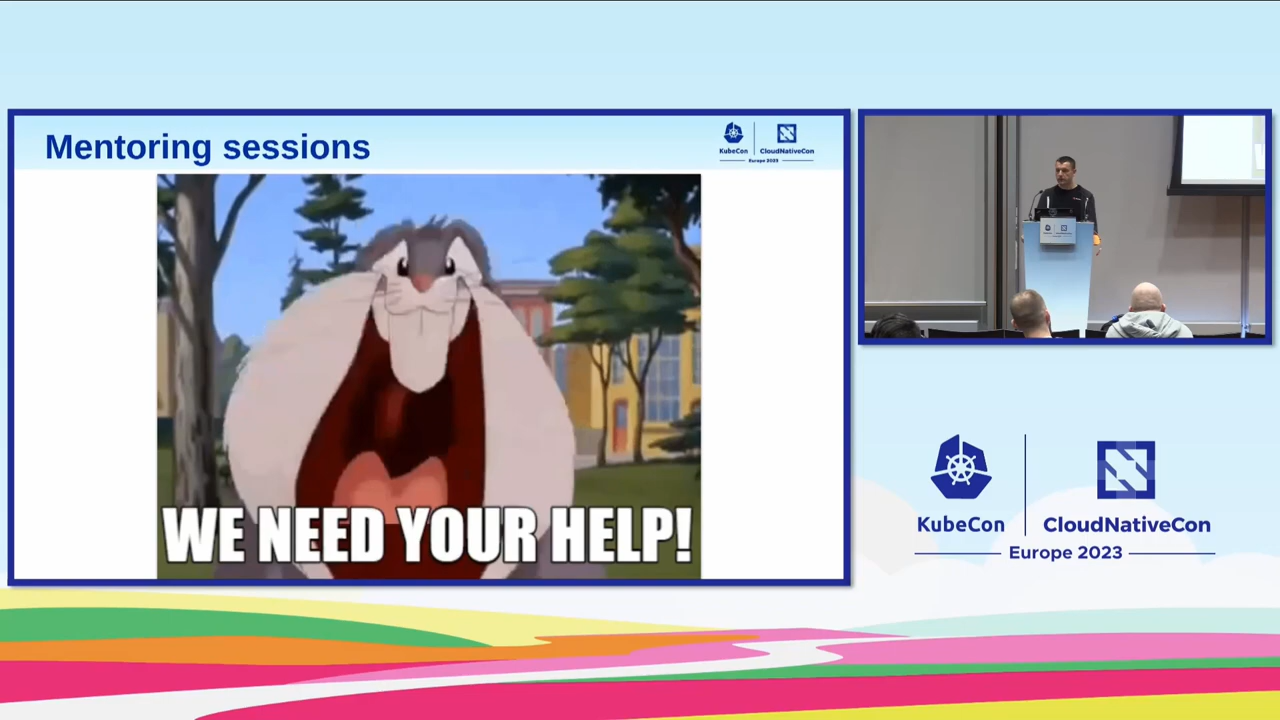 Mentoring sessions
KubeCon
CloudNativeCon
Europe 2023
WE NEED YOUR HELP!
KubeCon
CloudNativeCon
Europe 2023